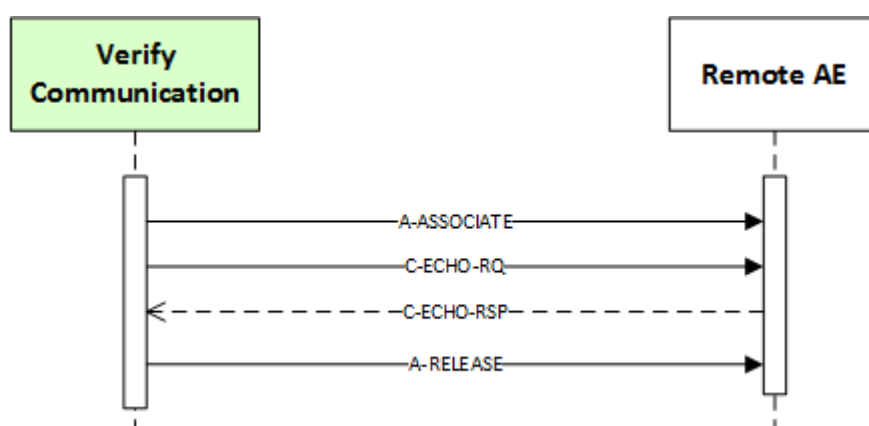 Verify
Communication
Remote AE
A-ASSOCIATE
C-ECHO-RQ
C-ECHO-RSP
A-RELEASE